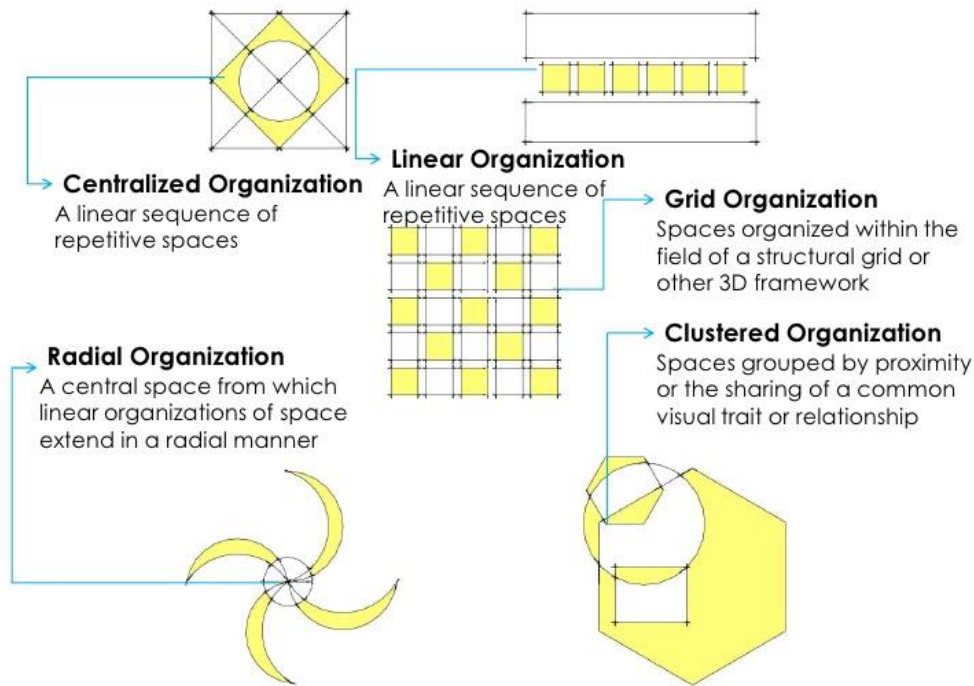 Centralized Organization
A linear sequence of
repetitive spaces
Linear Organization
A linear sequence of
repetitive spaces
Grid Organization
Spaces organized within the
field of a structural grid or
other 3D framework
Radial Organization
A central space from which
linear organizations of space
extend in a radial manner
Clustered Organization
Spaces grouped by proximity
or the sharing of a common
visual trait or relationship